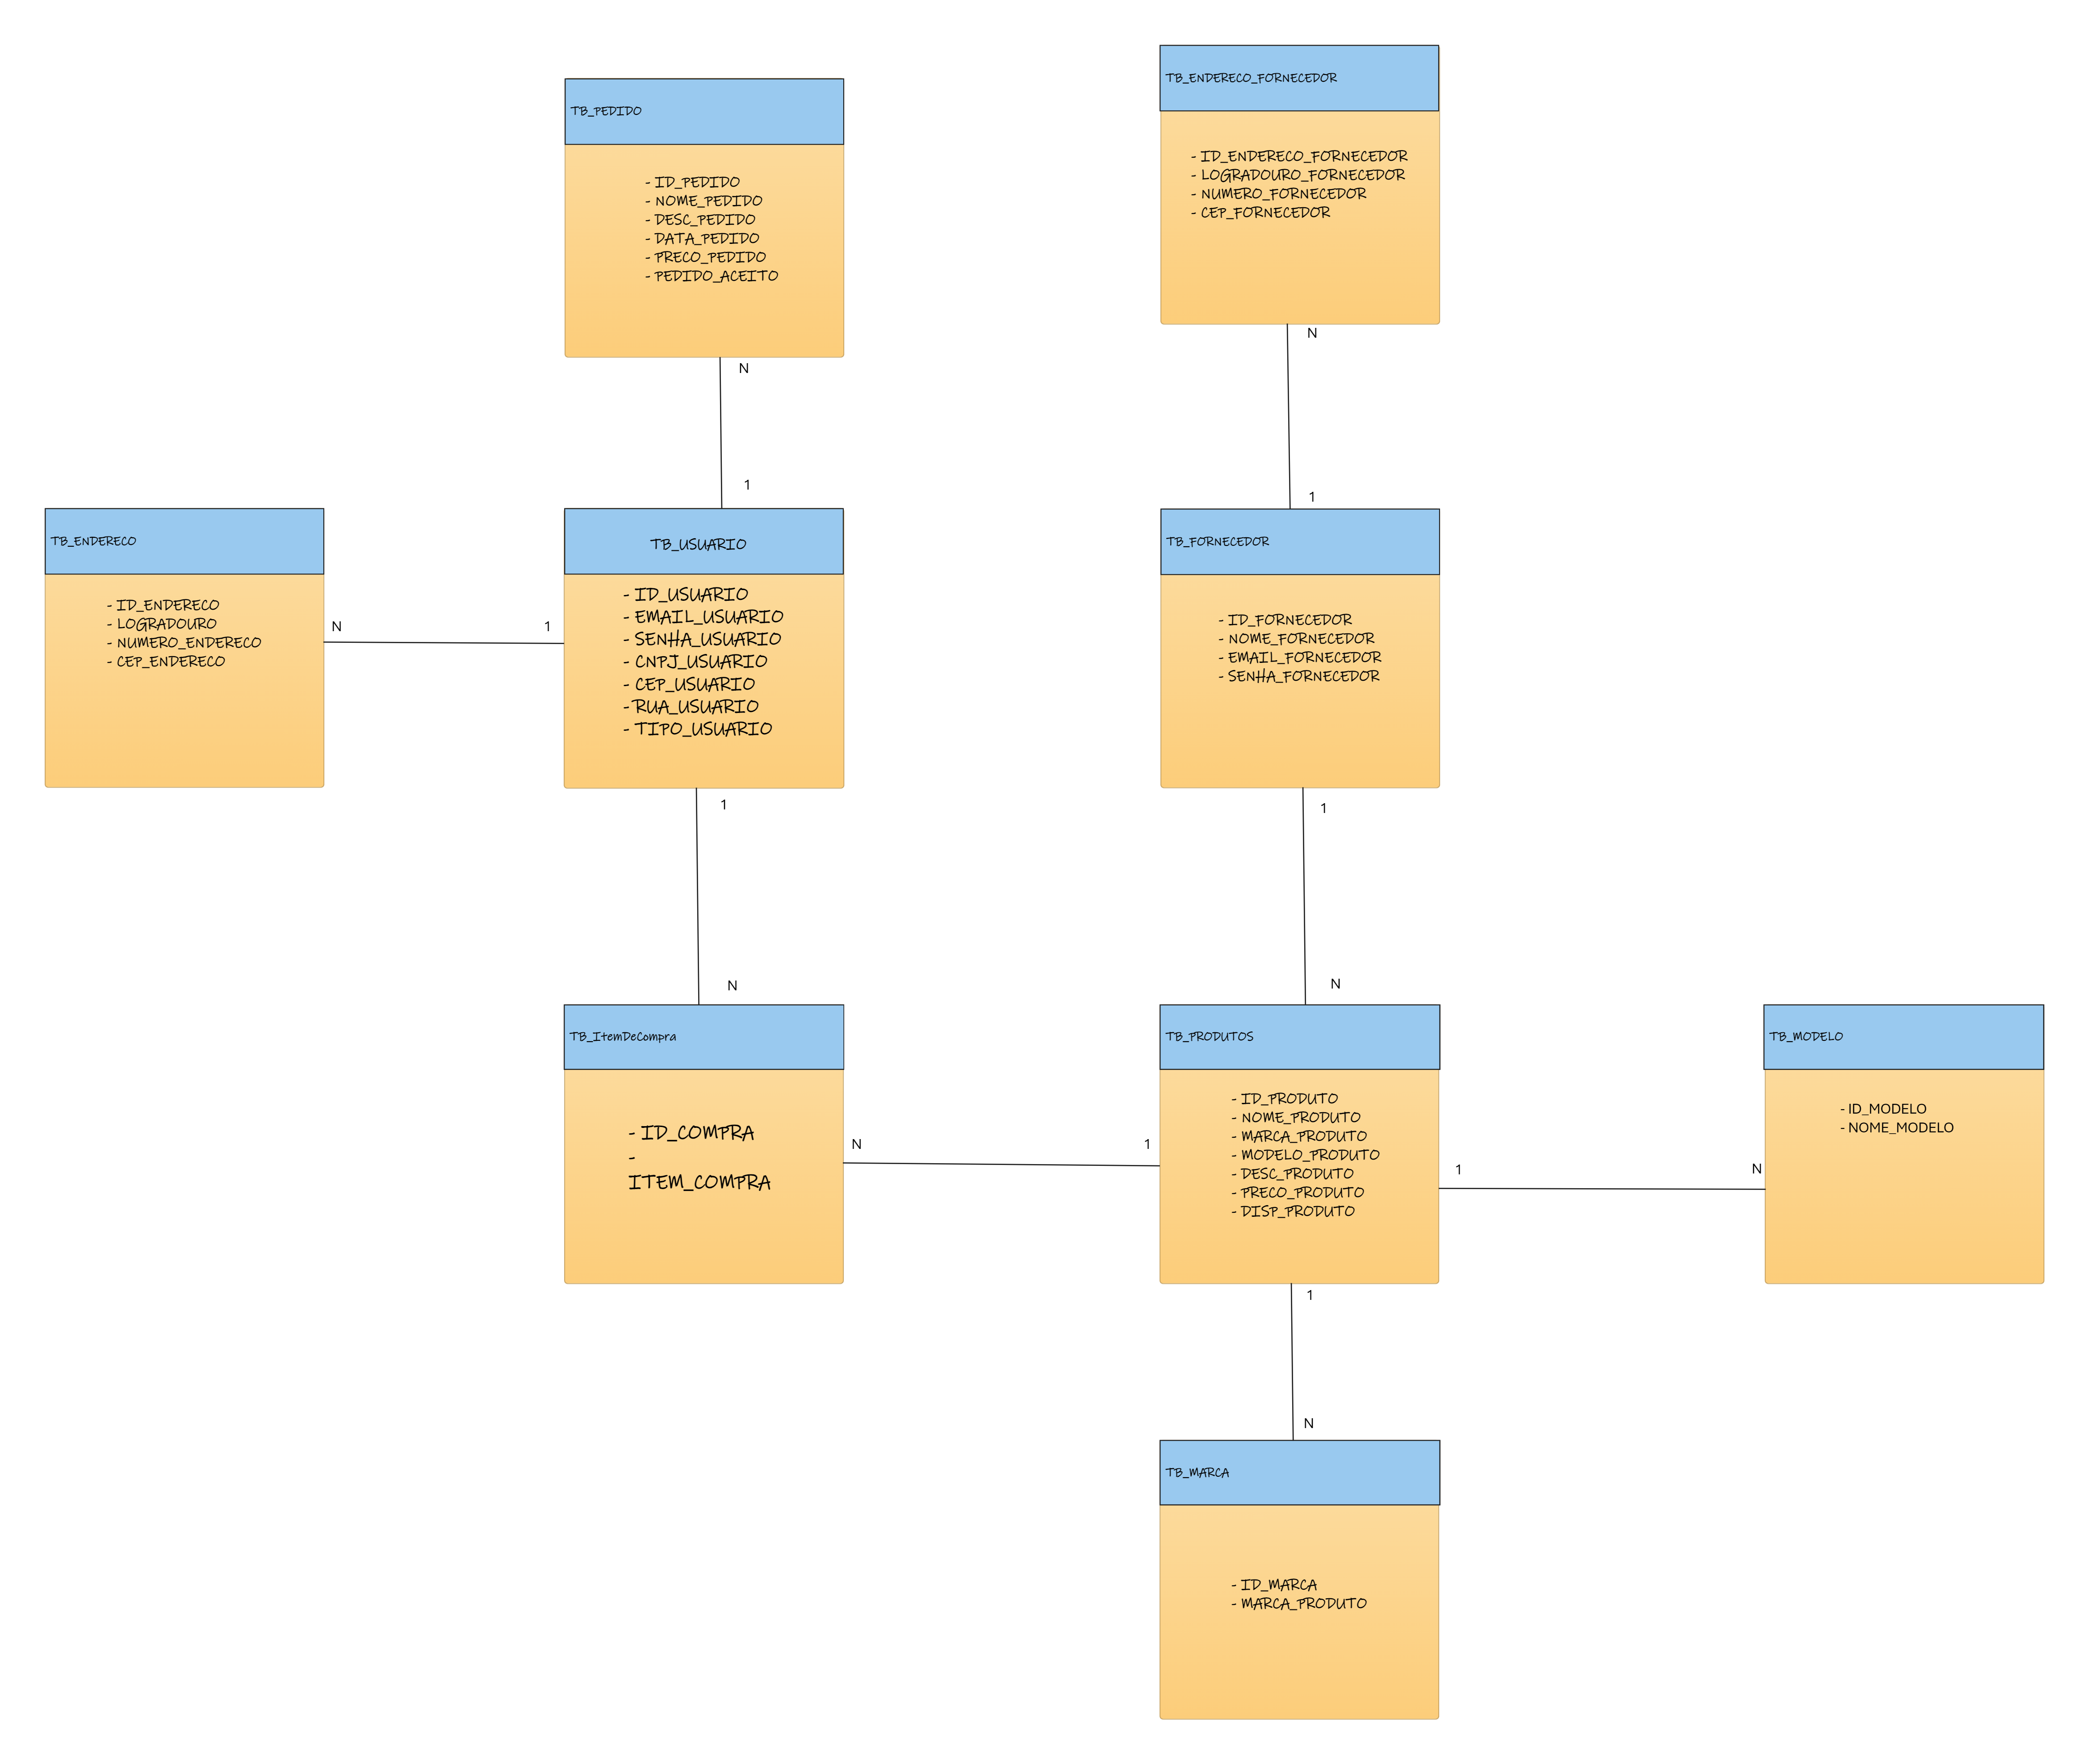 TB_ENDERECO_FORNECEDOR
- ID_ENDERECO_FORNECEDOR
- LOGRADOURO_FORNECEDOR
- NUMERO_FORNECEDOR
- CEP_FORNECEDOR
TB_PEDIDO
- ID_PEDIDO
- NOME_PEDIDO
- DESC_PEDIDO
- DATA_PEDIDO
- PRECO_PEDIDO
- PEDIDO_ACEITO
N
N
1
1
TB_ENDERECO
- ID_ENDERECO
- LOGRADOURO
- NUMERO_ENDERECO
- CEP_ENDERECO
N
1
TB_USUARIO
- ID_USUARIO
- EMAIL_USUARIO
- SENHA_USUARIO
- CNPJ_USUARIO
- CEP_USUARIO
-RUA_USUARIO
- TIPO_USUARIO
TB_FORNECEDOR
- ID_FORNECEDOR
- NOME_FORNECEDOR
- EMAIL_FORNECEDOR
- SENHA_FORNECEDOR
1
1
N
N
TB_ItemDeCompra
- ID_COMPRA
-
ITEM_COMPRA
N
1
TB_PRODUTOS
- ID_PRODUTO
- NOME_PRODUTO
- MARCA_PRODUTO
- MODELO_PRODUTO
- DESC_PRODUTO
- PRECO_PRODUTO
- DISP_PRODUTO
1
N
TB_MODELO
- ID_MODELO
- NOME_MODELO
1
N
TB_MARCA
- ID_MARCA
- MARCA_PRODUTO